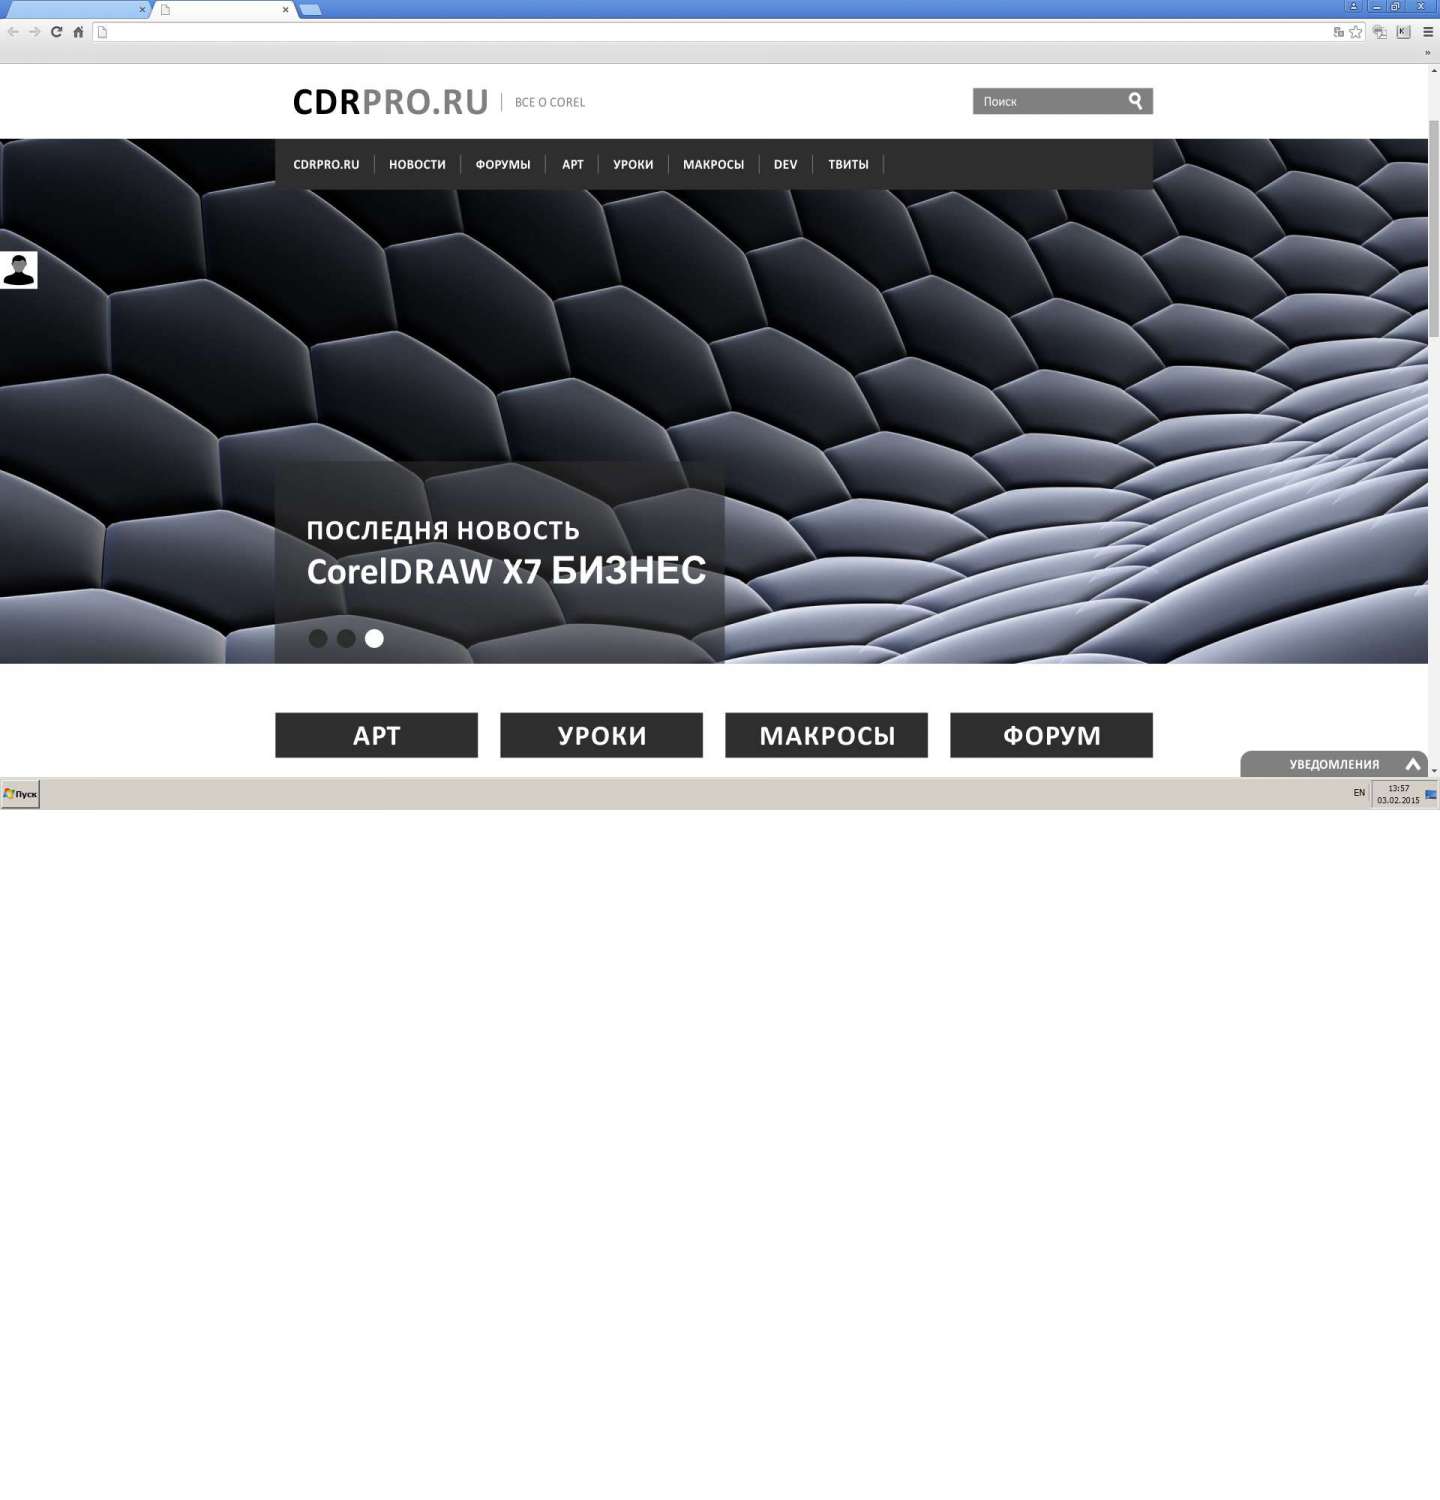 CDRPRO.RU
ВСЕ О COREL
Поиск
CDRPRO.RU НОВОСТИ ФОРУМЫ АРТ УРОКИ МАКРОСЫ DEV ТВИТЫ
ПОСЛЕДНЯ НОВОСТЬ
CorelDRAW X7 БИЗНЕС
АРТ УРОКИ МАКРОСЫ ФОРУМ
УВЕДОМЛЕНИЯ
Пуск
EN
13:57
03.02.2015